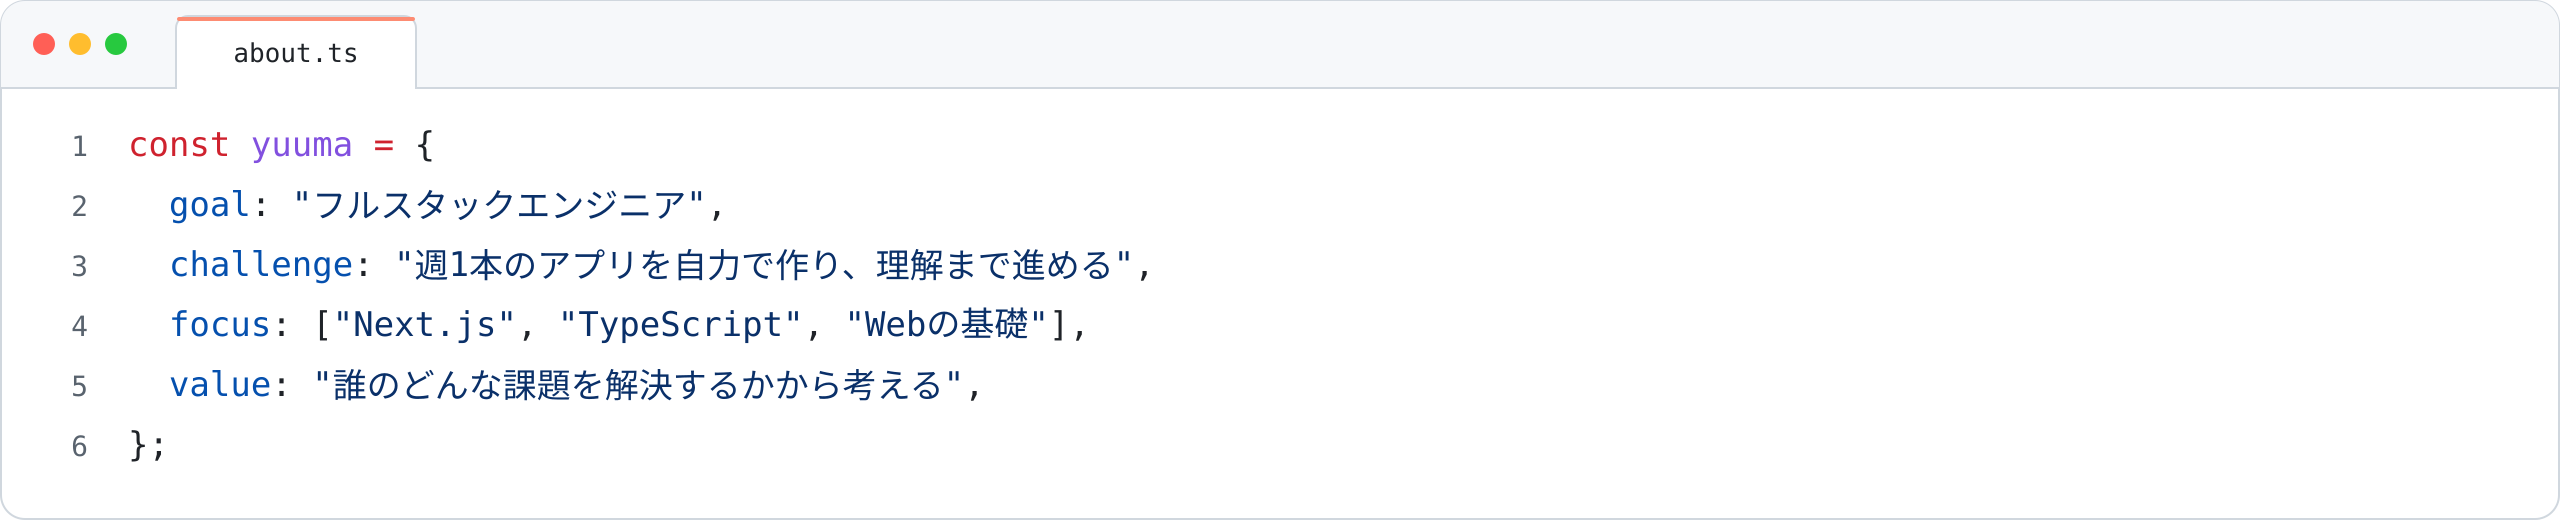 about.ts
1 const yuuma = {
2   goal: "フルスタックエンジニア",
3   challenge: "週1本のアプリを自力で作り、理解まで進める",
4   focus: ["Next.js", "TypeScript", "Webの基礎"],
5   value: "誰のどんな課題を解決するかから考える",
6 };